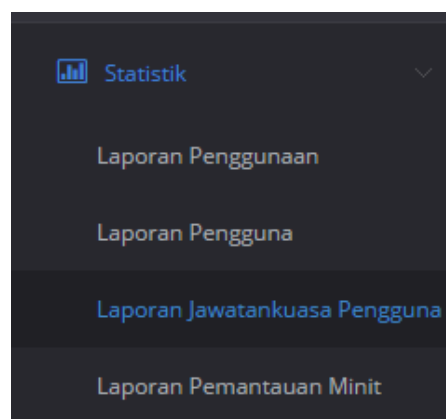 Statistik
Laporan Penggunaan
Laporan Pengguna
Laporan Jawatankuasa Pengguna
Laporan Pemantauan Minit